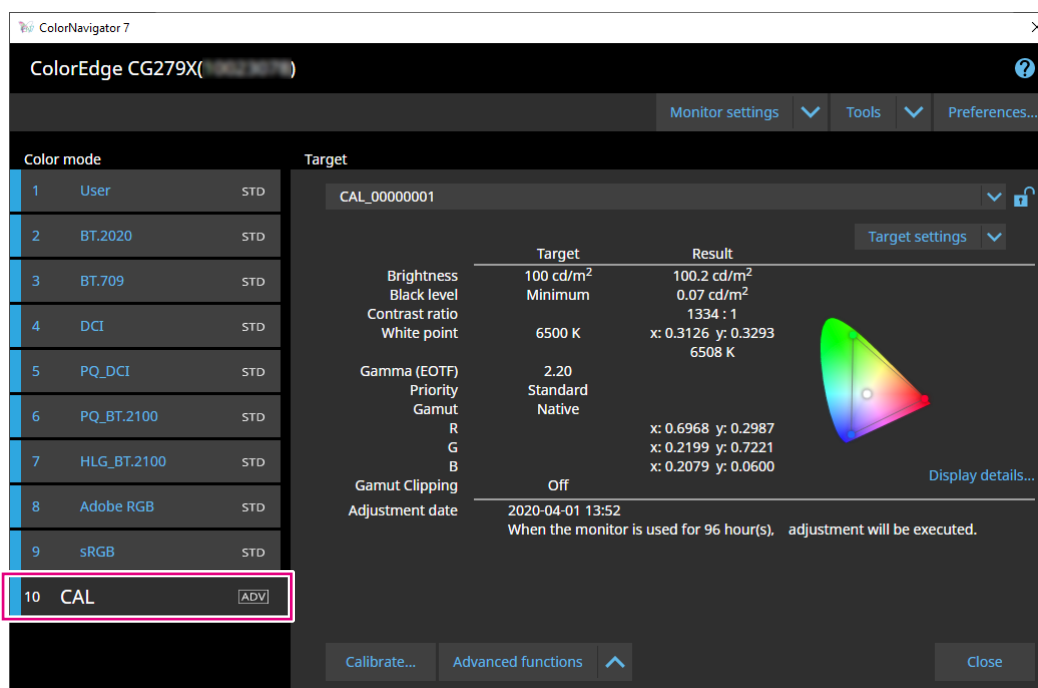 ColorNavigator 7
ColorEdge CG279X( )
Monitor settings Tools Preferences...
Color mode
Target
1 User STD
2 BT.2020 STD
3 BT.709 STD
4 DCI STD
5 PQ_DCI STD
6 PQ_BT.2100 STD
7 HLG_BT.2100 STD
8 Adobe RGB STD
9 sRGB STD
10 CAL ADV
CAL_00000001
Target settings
Target Result
Brightness 100 cd/m² 100.2 cd/m²
Black level Minimum 0.07 cd/m²
Contrast ratio 1334 : 1
White point 6500 K x: 0.3126 y: 0.3293
6508 K
Gamma (EOTF) 2.20
Priority Standard
Gamut Native
R x: 0.6968 y: 0.2987
G x: 0.2199 y: 0.7221
B x: 0.2079 y: 0.0600
Display details...
Gamut Clipping Off
Adjustment date 2020-04-01 13:52
When the monitor is used for 96 hour(s), adjustment will be executed.
Calibrate... Advanced functions Close